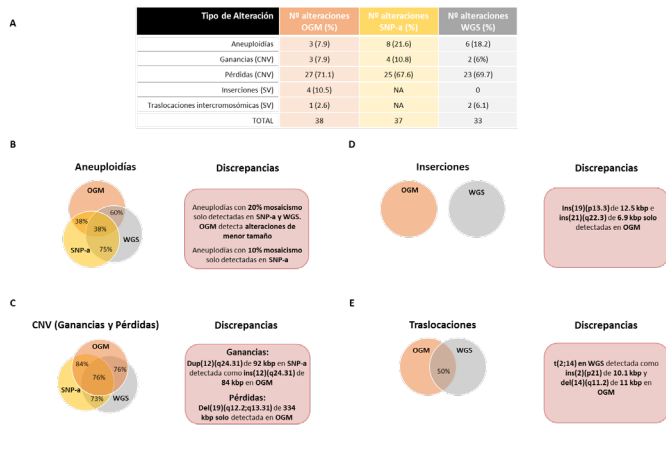 A
Tipo de Alteración
Nº alteraciones OGM (%)
Nº alteraciones SNP-a (%)
Nº alteraciones WGS (%)
Aneuploidías 3 (7.9) 8 (21.6) 6 (18.2)
Ganancias (CNV) 3 (7.9) 4 (10.8) 2 (6%)
Pérdidas (CNV) 27 (71.1) 25 (67.6) 23 (69.7)
Inserciones (SV) 4 (10.5) NA 0
Traslocaciones intercromosómicas (SV) 1 (2.6) NA 2 (6.1)
TOTAL 38 37 33
B
Aneuploidías
OGM
60%
38%
38%
WGS
SNP-a
75%
Discrepancias
Aneuplodías con 20% mosaicismo
solo detectadas en SNP-a y WGS.
OGM detecta alteraciones de
menor tamaño
Aneuplodías con 10% mosaicismo
solo detectadas en SNP-a
D
Inserciones
OGM
WGS
Discrepancias
Ins(19)(p13.3) de 12.5 kbp e
ins(21)(q22.3) de 6.9 kbp solo
detectadas en OGM
C
CNV (Ganancias y Pérdidas)
OGM
84%
76%
76%
SNP-a
73%
WGS
Discrepancias
Ganancias:
Dup(12)(q24.31) de 92 kbp en SNP-a
detectada como ins(12)(q24.31) de
84 kbp en OGM
Pérdidas:
Del(19)(q12.2;q13.31) de 334
kbp solo detectada en OGM
E
Traslocaciones
OGM
WGS
50%
Discrepancias
t(2;14) en WGS detectada como
ins(2)(p21) de 10.1 kbp y
del(14)(q11.2) de 11 kbp en
OGM